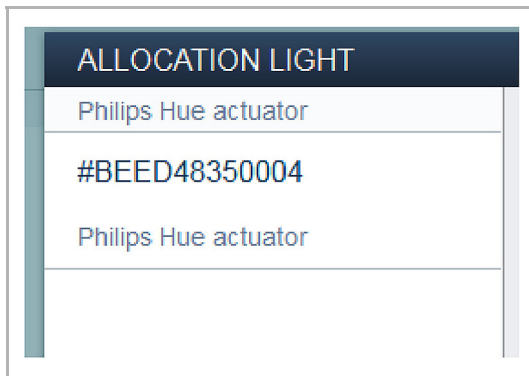 ALLOCATION LIGHT
Philips Hue actuator
#BEED48350004
Philips Hue actuator